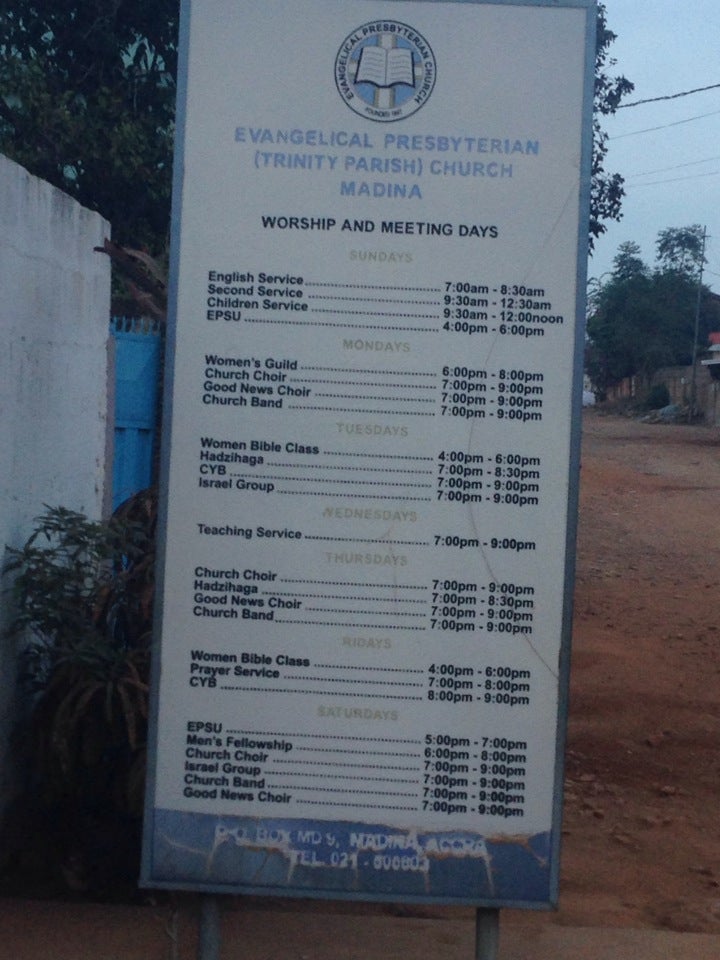 EVANGELICAL PRESBYTERIAN CHURCH
FOUNDED 1847
EVANGELICAL PRESBYTERIAN
(TRINITY PARISH) CHURCH
MADINA
WORSHIP AND MEETING DAYS
SUNDAYS
English Service ........ 7:00am - 8:30am
Second Service ........ 9:30am - 12:30am
Children Service ........ 9:30am - 12:00noon
EPSU ........ 4:00pm - 6:00pm
MONDAYS
Women's Guild ........ 6:00pm - 8:00pm
Church Choir ........ 7:00pm - 9:00pm
Good News Choir ........ 7:00pm - 9:00pm
Church Band ........ 7:00pm - 9:00pm
TUESDAYS
Women Bible Class ........ 4:00pm - 6:00pm
Hadzihaga ........ 7:00pm - 8:30pm
CYB ........ 7:00pm - 9:00pm
Israel Group ........ 7:00pm - 9:00pm
WEDNESDAYS
Teaching Service ........ 7:00pm - 9:00pm
THURSDAYS
Church Choir ........ 7:00pm - 9:00pm
Hadzihaga ........ 7:00pm - 8:30pm
Good News Choir ........ 7:00pm - 9:00pm
Church Band ........ 7:00pm - 9:00pm
RIDAYS
Women Bible Class ........ 4:00pm - 6:00pm
Prayer Service ........ 7:00pm - 8:00pm
CYB ........ 8:00pm - 9:00pm
SATURDAYS
EPSU ........ 5:00pm - 7:00pm
Men's Fellowship ........ 6:00pm - 8:00pm
Church Choir ........ 7:00pm - 9:00pm
Israel Group ........ 7:00pm - 9:00pm
Church Band ........ 7:00pm - 9:00pm
Good News Choir ........ 7:00pm - 9:00pm
P.O. BOX MD 9, MADINA, ACCRA
TEL. 021 -